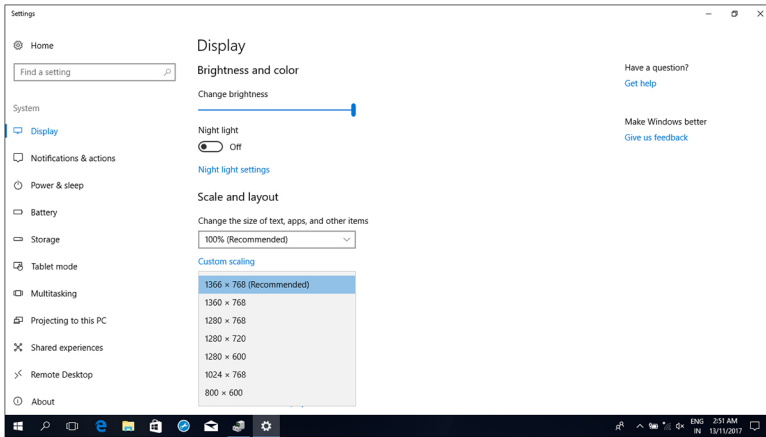 Settings
Home
Find a setting
System
Display
Notifications & actions
Power & sleep
Battery
Storage
Tablet mode
Multitasking
Projecting to this PC
Shared experiences
Remote Desktop
About
Display
Brightness and color
Change brightness
Night light
Off
Night light settings
Scale and layout
Change the size of text, apps, and other items
100% (Recommended)
Custom scaling
1366 × 768 (Recommended)
1360 × 768
1280 × 768
1280 × 720
1280 × 600
1024 × 768
800 × 600
Have a question?
Get help
Make Windows better
Give us feedback
ENG
IN
2:51 AM
13/11/2017